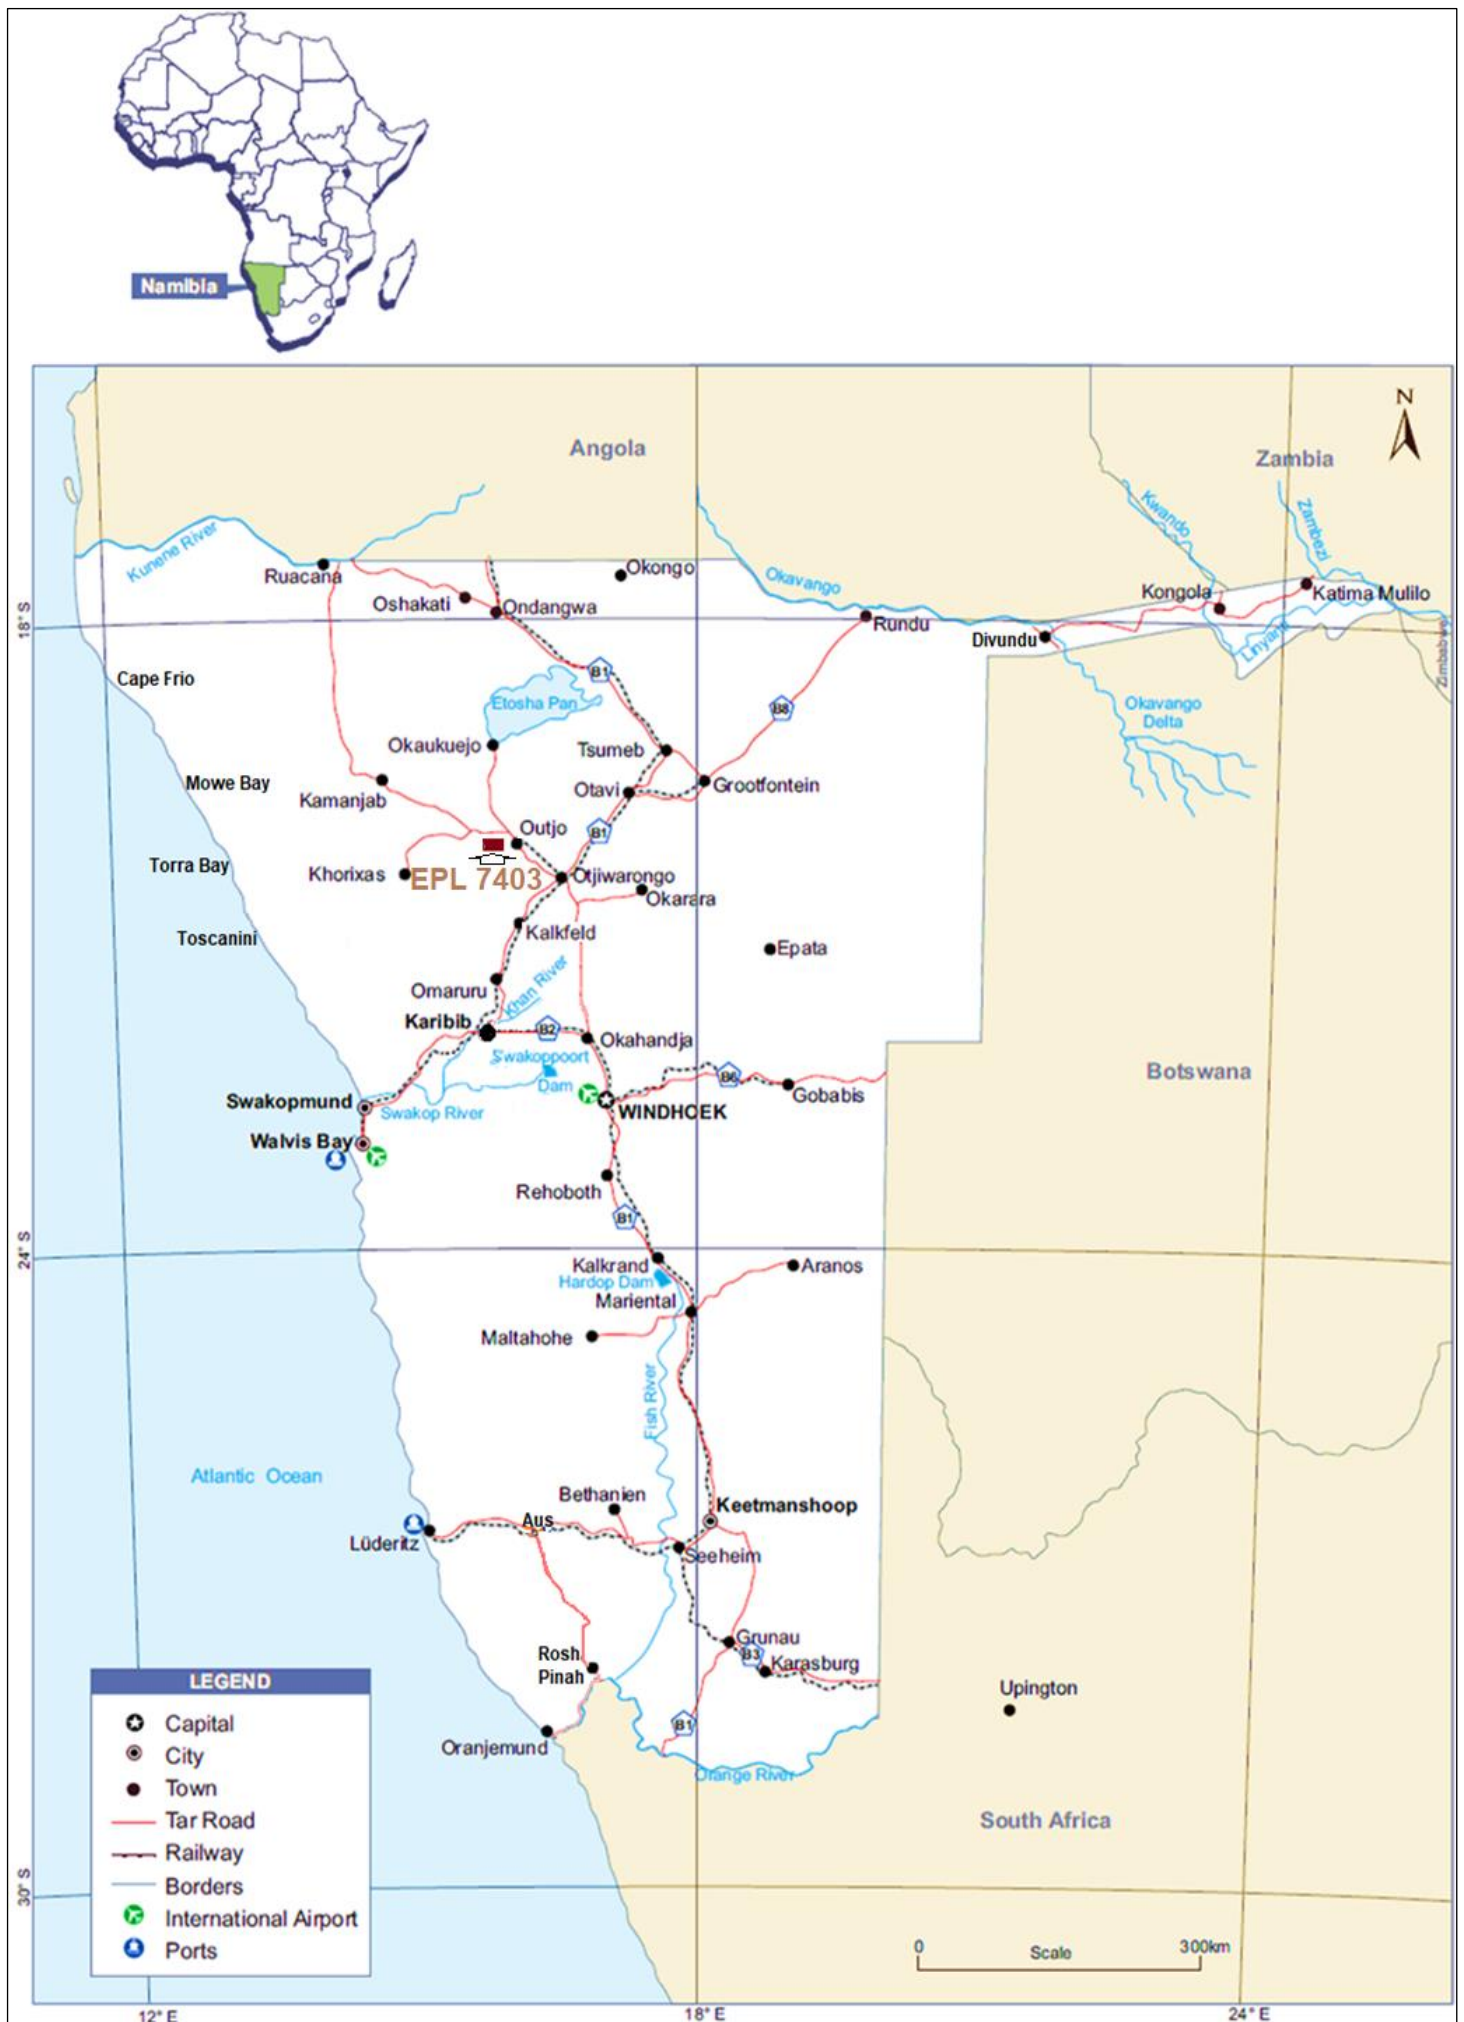 Namibia
N
Angola
Zambia
Kunene River
Kwando
Zambezi
Ruacana
Okongo
Okavango
Kongola
Katima Mulilo
Oshakati
Ondangwa
Rundu
Divundu
Linyanti
18° S
Zimbabwe
B1
Cape Frio
Etosha Pan
B8
Okavango
Delta
Okaukuejo
Tsumeb
Mowe Bay
Kamanjab
Otavi
Grootfontein
Outjo
B1
Torra Bay
Khorixas
EPL 7403
Otjiwarongo
Okarara
Toscanini
Kalkfeld
Epata
Omaruru
Khan River
Karibib
B2
Okahandja
Swakoppoort
Dam
B6
Botswana
Gobabis
Swakopmund
Swakop River
WINDHOEK
Walvis Bay
Rehoboth
B1
24° S
Kalkrand
Aranos
Hardop Dam
Mariental
Maltahohe
Fish River
Atlantic Ocean
Bethanien
Keetmanshoop
Aus
Lüderitz
Seeheim
Grunau
B3
Karasburg
Rosh
Pinah
Upington
B1
Oranjemund
Orange River
South Africa
LEGEND
Capital
City
Town
Tar Road
Railway
Borders
International Airport
Ports
30° S
0
Scale
300km
12° E
18° E
24° E